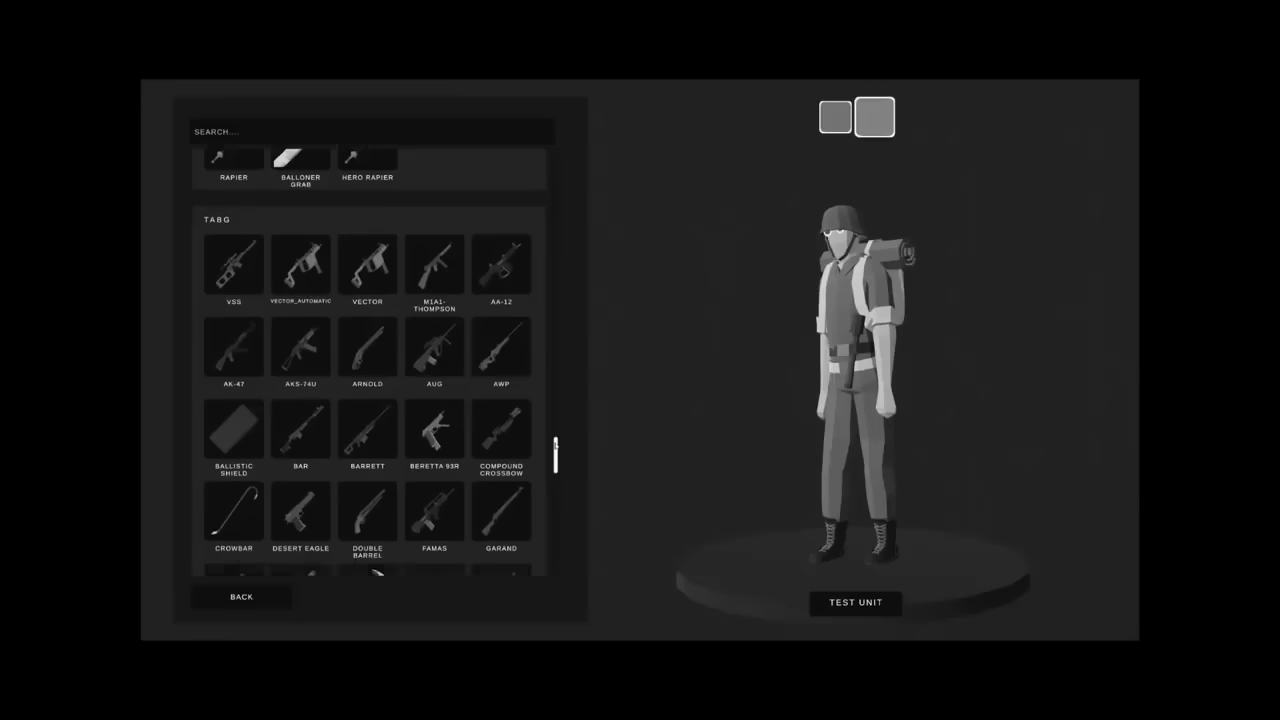 SEARCH....
RAPIER
BALLONER
GRAB
HERO RAPIER
TABG
VSS
VECTOR_AUTOMATIC
VECTOR
M1A1-
THOMPSON
AA-12
AK-47
AKS-74U
ARNOLD
AUG
AWP
BALLISTIC
SHIELD
BAR
BARRETT
BERETTA 93R
COMPOUND
CROSSBOW
CROWBAR
DESERT EAGLE
DOUBLE
BARREL
FAMAS
GARAND
BACK
TEST UNIT